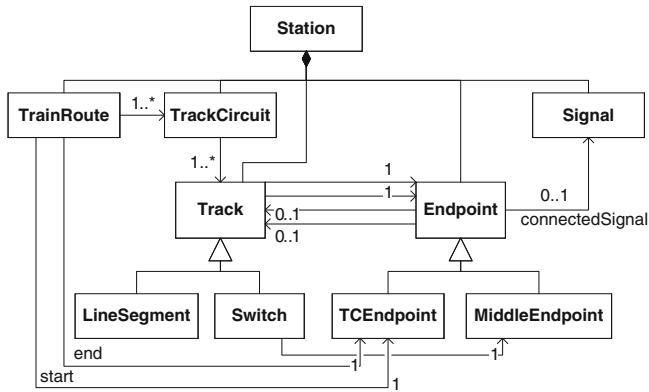 Station
TrainRoute
1..*
TrackCircuit
Signal
1..*
1
Track
1
0..1
0..1
Endpoint
0..1
connectedSignal
LineSegment
Switch
TCEndpoint
MiddleEndpoint
end
1
1
start
1